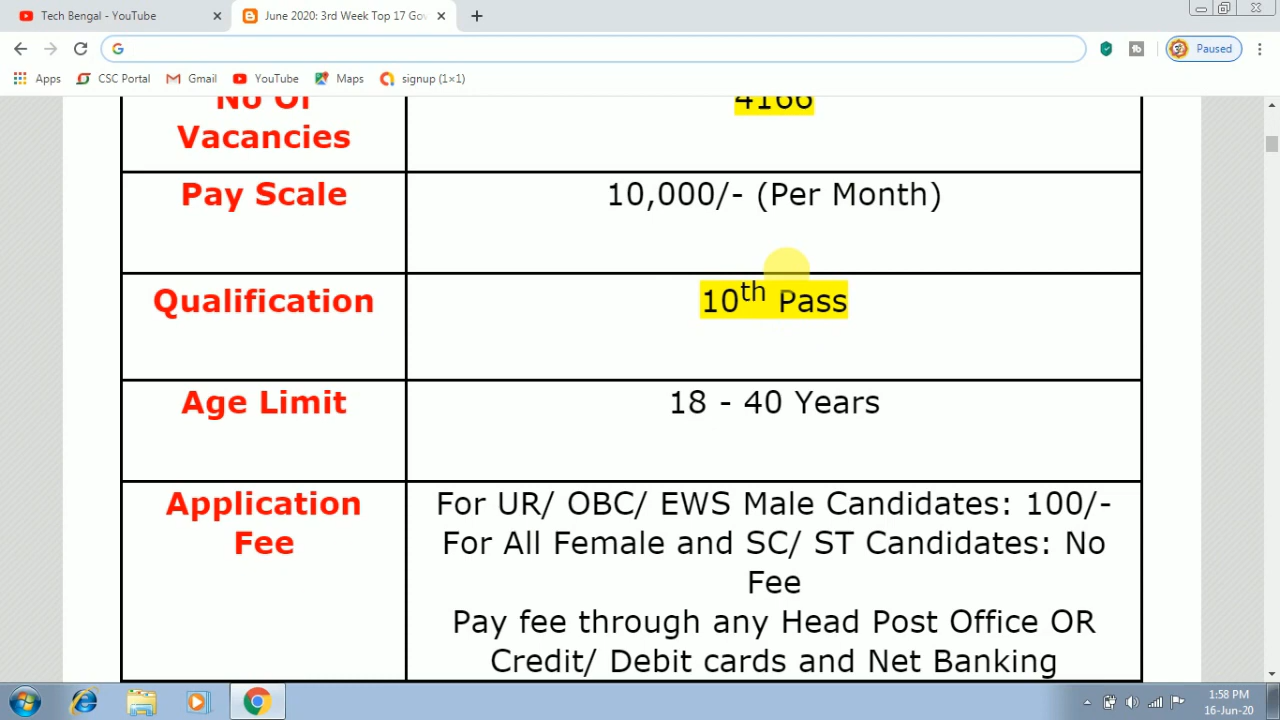 Tech Bengal - YouTube
June 2020: 3rd Week Top 17 Gov
Paused
Apps
CSC Portal
Gmail
YouTube
Maps
signup (1×1)
No Of
Vacancies
4166
Pay Scale
10,000/- (Per Month)
Qualification
10th Pass
Age Limit
18 - 40 Years
Application
Fee
For UR/ OBC/ EWS Male Candidates: 100/-
For All Female and SC/ ST Candidates: No
Fee
Pay fee through any Head Post Office OR
Credit/ Debit cards and Net Banking
1:58 PM
16-Jun-20